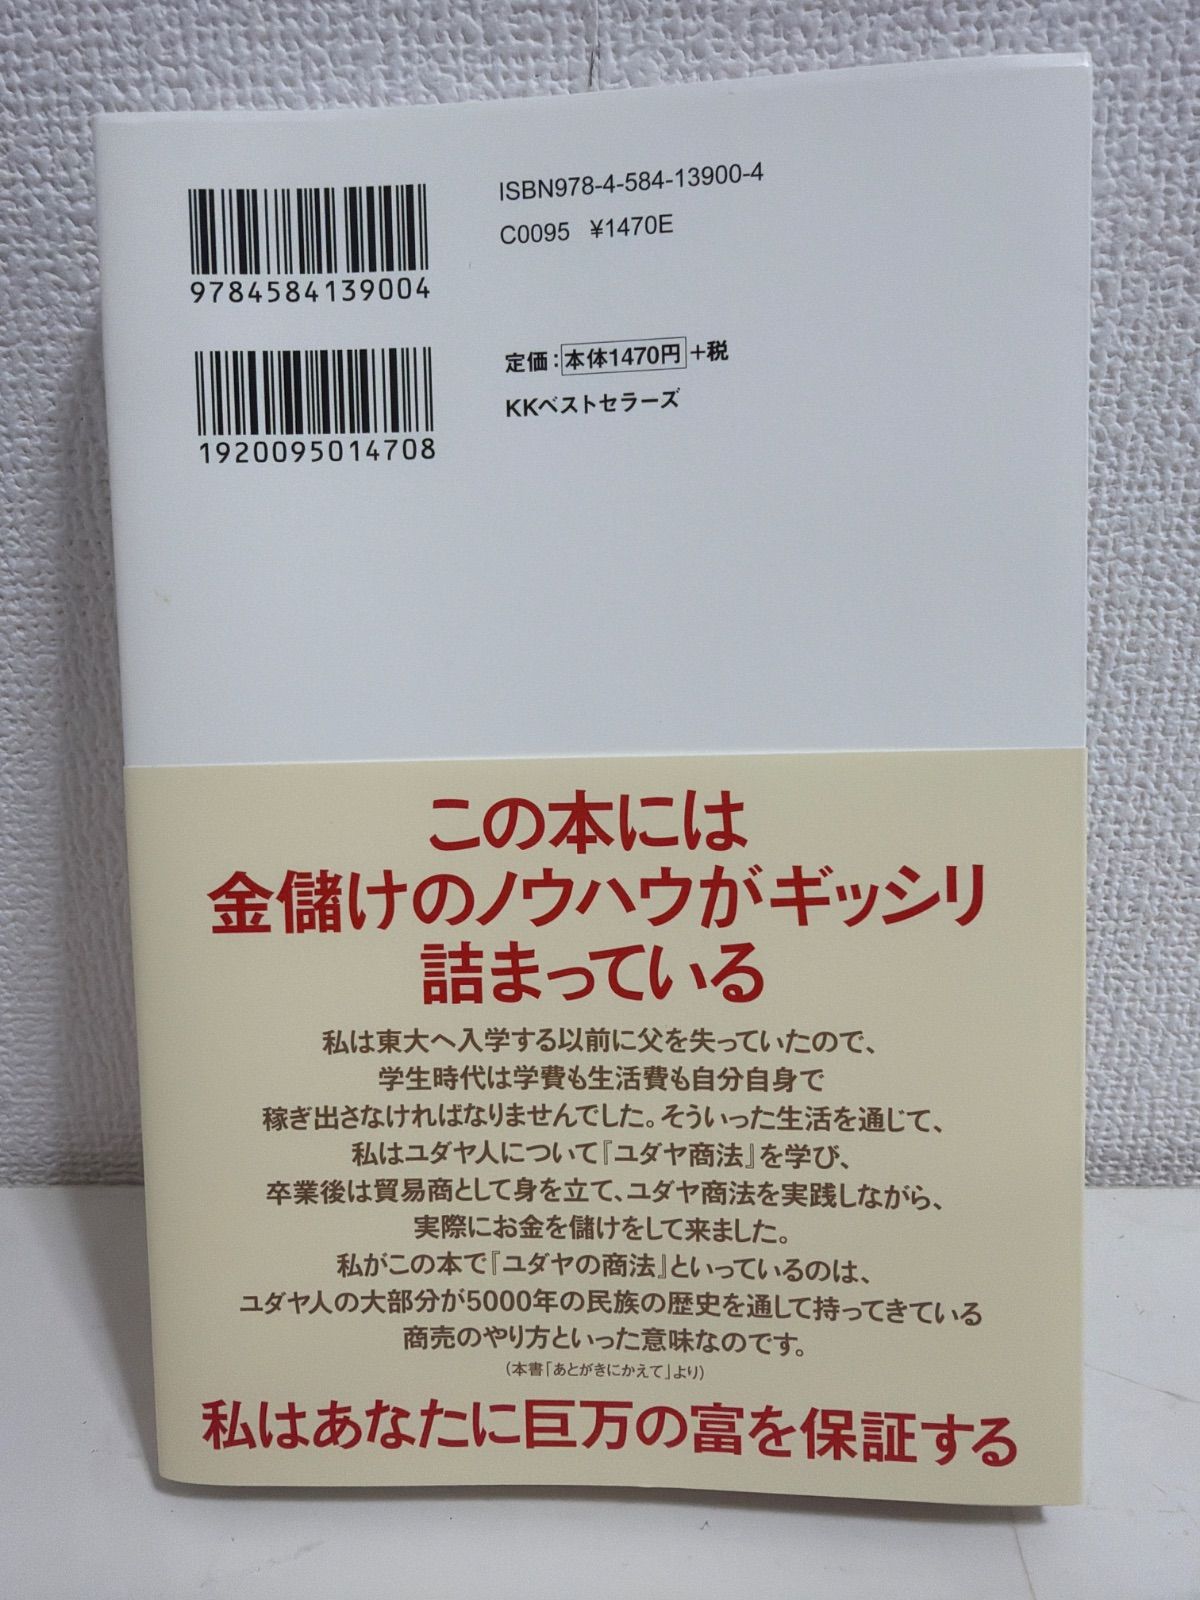 ISBN978-4-584-13900-4
C0095 ¥1470E
9784584139004
定価:本体1470円+税
KKベストセラーズ
1920095014708
この本には
金儲けのノウハウがギッシリ
詰まっている
私は東大へ入学する以前に父を失っていたので、
学生時代は学費も生活費も自分自身で
稼ぎ出さなければなりませんでした。そういった生活を通じて、
私はユダヤ人について『ユダヤ商法』を学び、
卒業後は貿易商として身を立て、ユダヤ商法を実践しながら、
実際にお金を儲けをして来ました。
私がこの本で『ユダヤの商法』といっているのは、
ユダヤ人の大部分が5000年の民族の歴史を通して持ってきている
商売のやり方といった意味なのです。
(本書「あとがきにかえて」より)
私はあなたに巨万の富を保証する